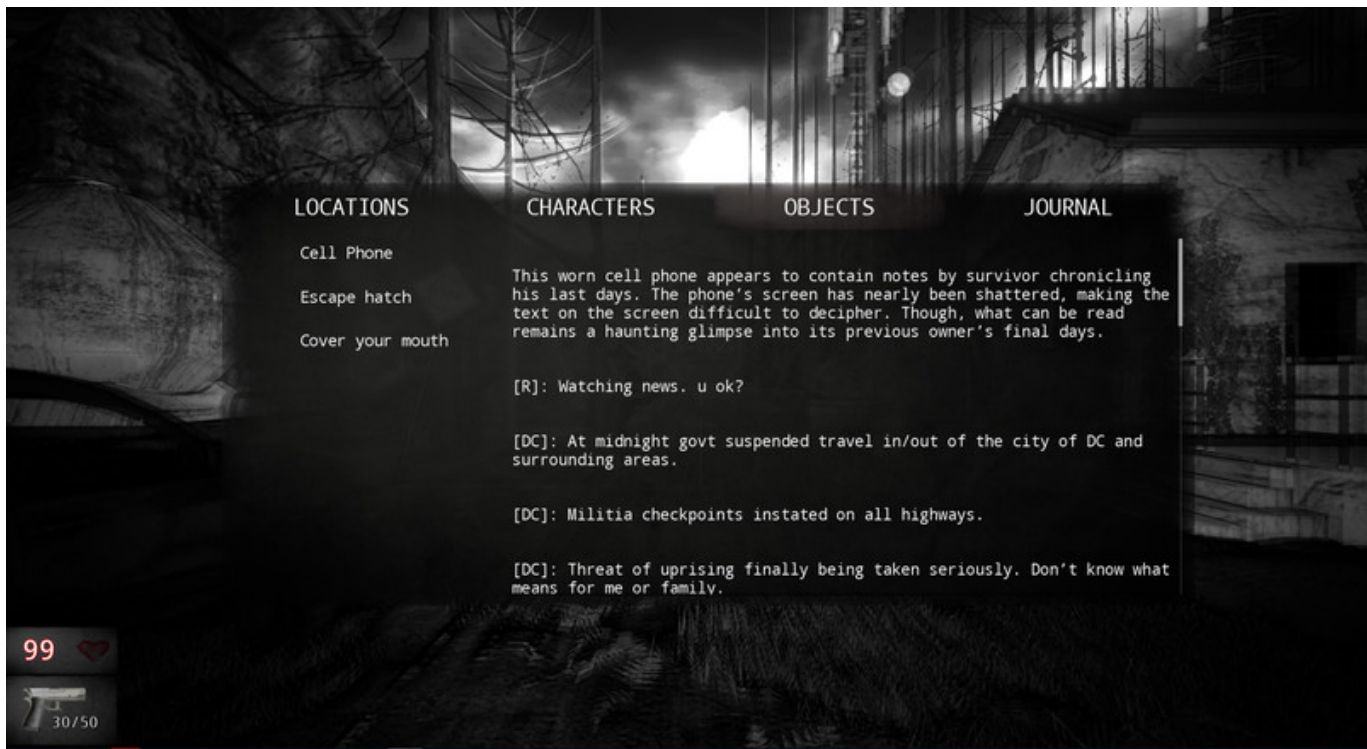 LOCATIONS CHARACTERS OBJECTS JOURNAL
Cell Phone
Escape hatch
Cover your mouth
This worn cell phone appears to contain notes by survivor chronicling
his last days. The phone's screen has nearly been shattered, making the
text on the screen difficult to decipher. Though, what can be read
remains a haunting glimpse into its previous owner's final days.
[R]: Watching news. u ok?
[DC]: At midnight govt suspended travel in/out of the city of DC and
surrounding areas.
[DC]: Militia checkpoints instated on all highways.
[DC]: Threat of uprising finally being taken seriously. Don't know what
means for me or family.
99
30/50